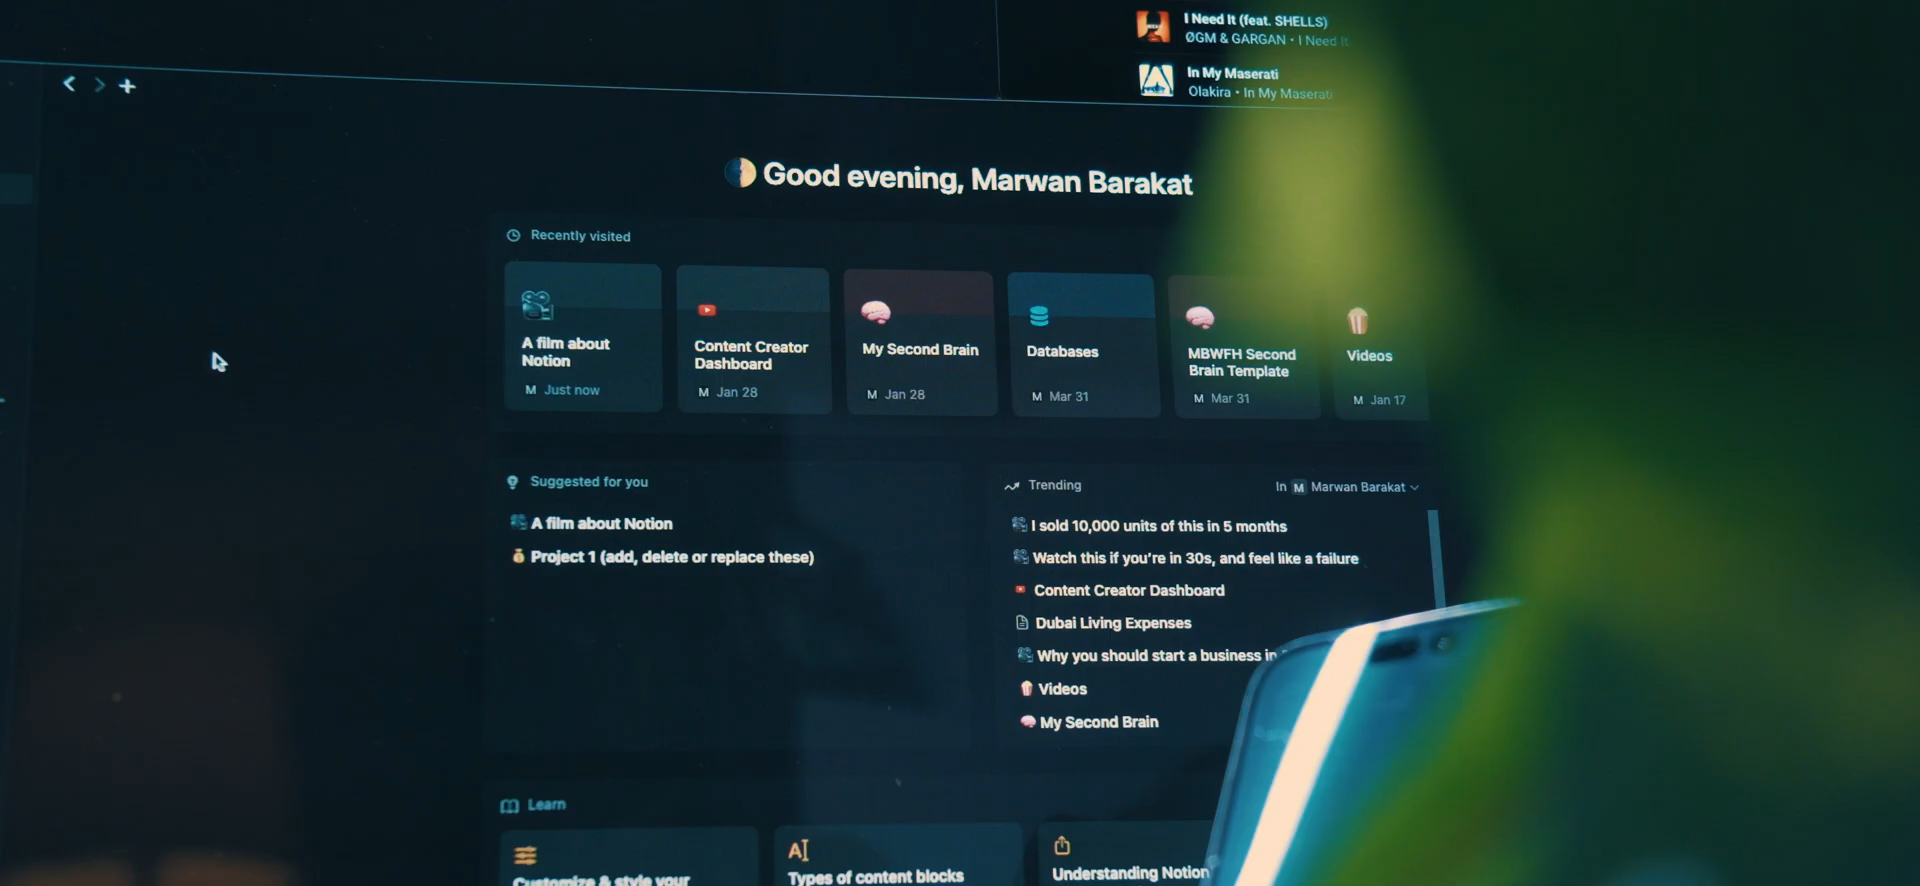 I Need It (feat. SHELLS)
ØGM & GARGAN • I Need It
In My Maserati
Olakira • In My Maserati
Good evening, Marwan Barakat
Recently visited
A film about
Notion
M Just now
Content Creator
Dashboard
M Jan 28
My Second Brain
M Jan 28
Databases
M Mar 31
MBWFH Second
Brain Template
M Mar 31
Videos
M Jan 17
Suggested for you
A film about Notion
Project 1 (add, delete or replace these)
Trending
In M Marwan Barakat
I sold 10,000 units of this in 5 months
Watch this if you're in 30s, and feel like a failure
Content Creator Dashboard
Dubai Living Expenses
Why you should start a business in
Videos
My Second Brain
Learn
Customize & style your
Types of content blocks
Understanding Notion